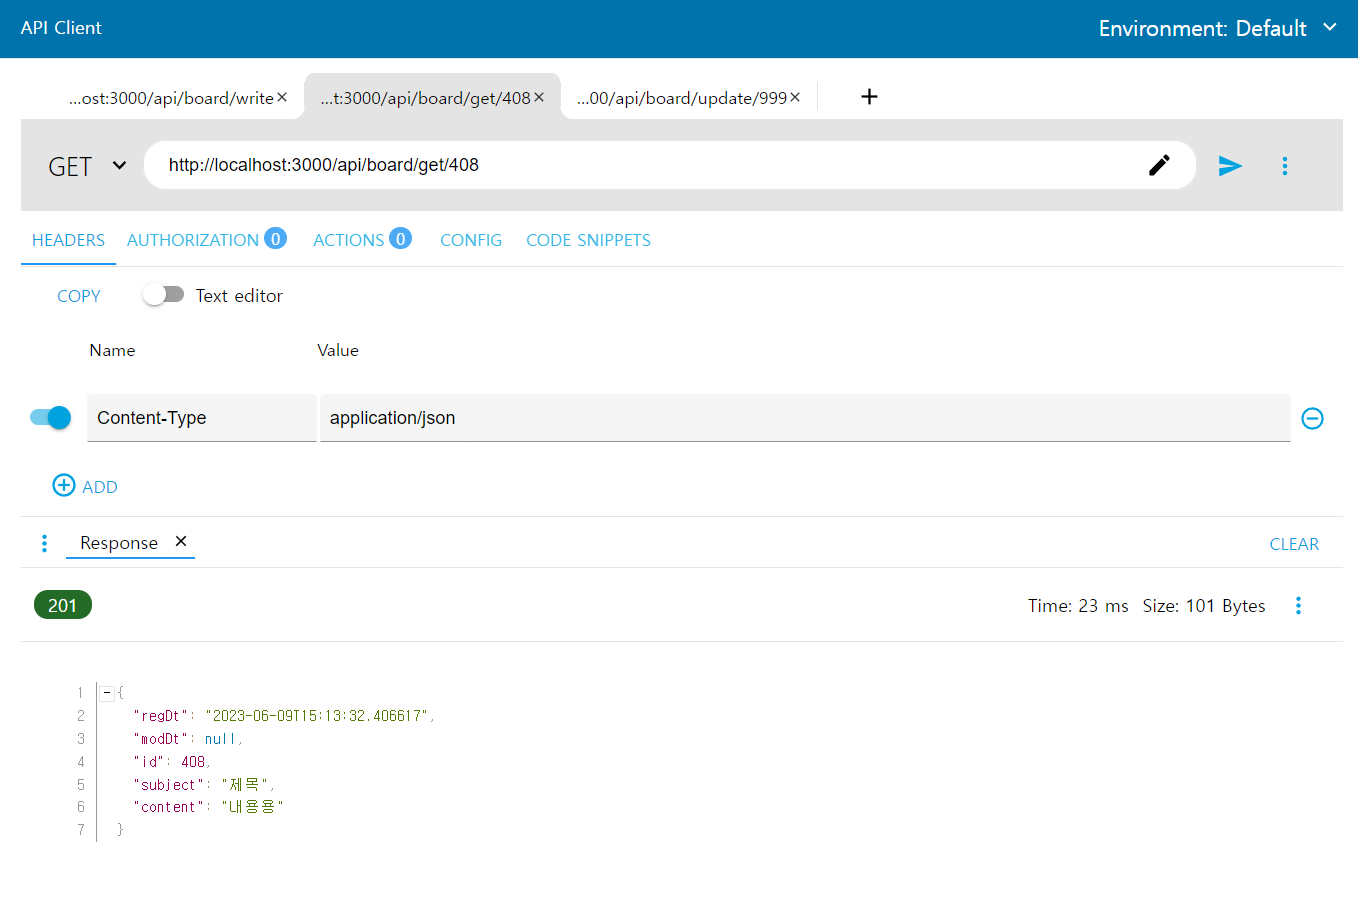 API Client
Environment: Default
...ost:3000/api/board/write ×
...t:3000/api/board/get/408 ×
...00/api/board/update/999 ×
+
GET
http://localhost:3000/api/board/get/408
HEADERS
AUTHORIZATION 0
ACTIONS 0
CONFIG
CODE SNIPPETS
COPY
Text editor
Name
Value
Content-Type
application/json
ADD
Response ×
CLEAR
201
Time: 23 ms Size: 101 Bytes
1 {
2 "regDt": "2023-06-09T15:13:32.406617",
3 "modDt": null,
4 "id": 408,
5 "subject": "제목",
6 "content": "내용용"
7 }